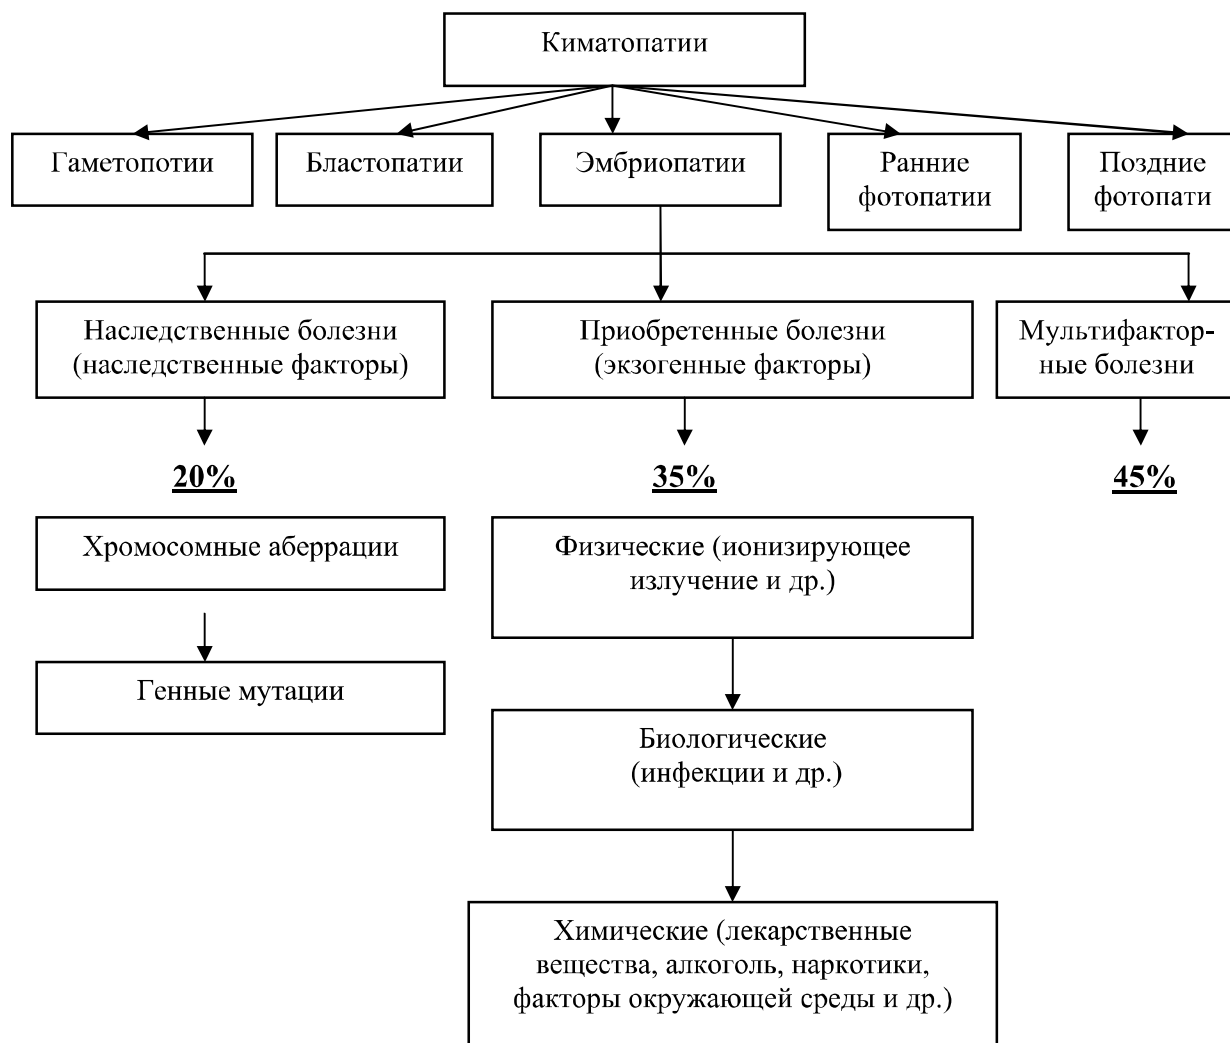 Киматопатии
Гаметопотии
Бластопатии
Эмбриопатии
Ранние
фотопатии
Поздние
фотопати
Наследственные болезни
(наследственные факторы)
Приобретенные болезни
(экзогенные факторы)
Мультифактор-
ные болезни
20%
35%
45%
Хромосомные аберрации
Физические (ионизирующее
излучение и др.)
Генные мутации
Биологические
(инфекции и др.)
Химические (лекарственные
вещества, алкоголь, наркотики,
факторы окружающей среды и др.)